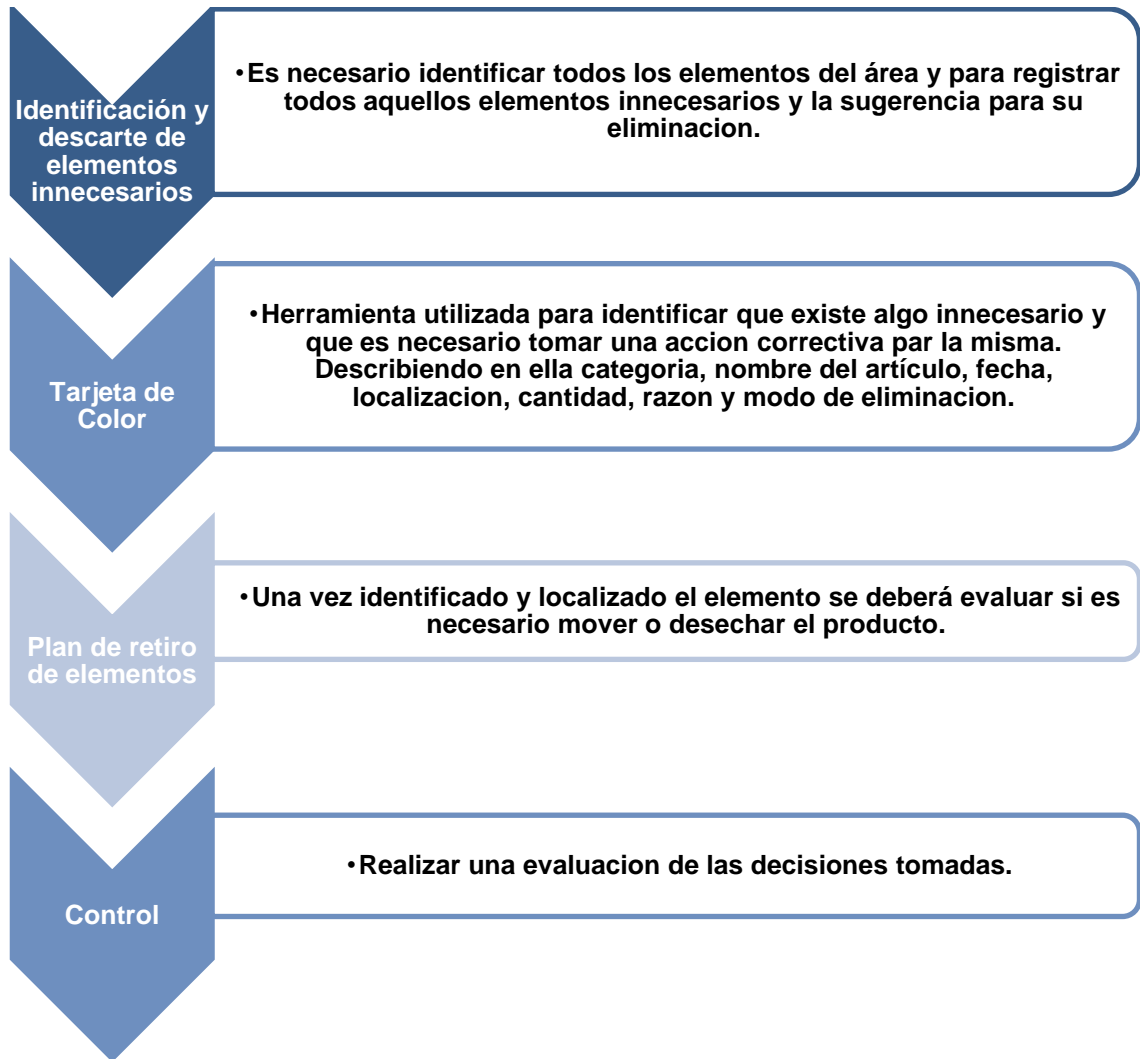 Identificación y
descarte de
elementos
innecesarios
•Es necesario identificar todos los elementos del área y para registrar
todos aquellos elementos innecesarios y la sugerencia para su
eliminacion.
Tarjeta de
Color
•Herramienta utilizada para identificar que existe algo innecesario y
que es necesario tomar una accion correctiva par la misma.
Describiendo en ella categoria, nombre del artículo, fecha,
localizacion, cantidad, razon y modo de eliminacion.
Plan de retiro
de elementos
•Una vez identificado y localizado el elemento se deberá evaluar si es
necesario mover o desechar el producto.
Control
•Realizar una evaluacion de las decisiones tomadas.